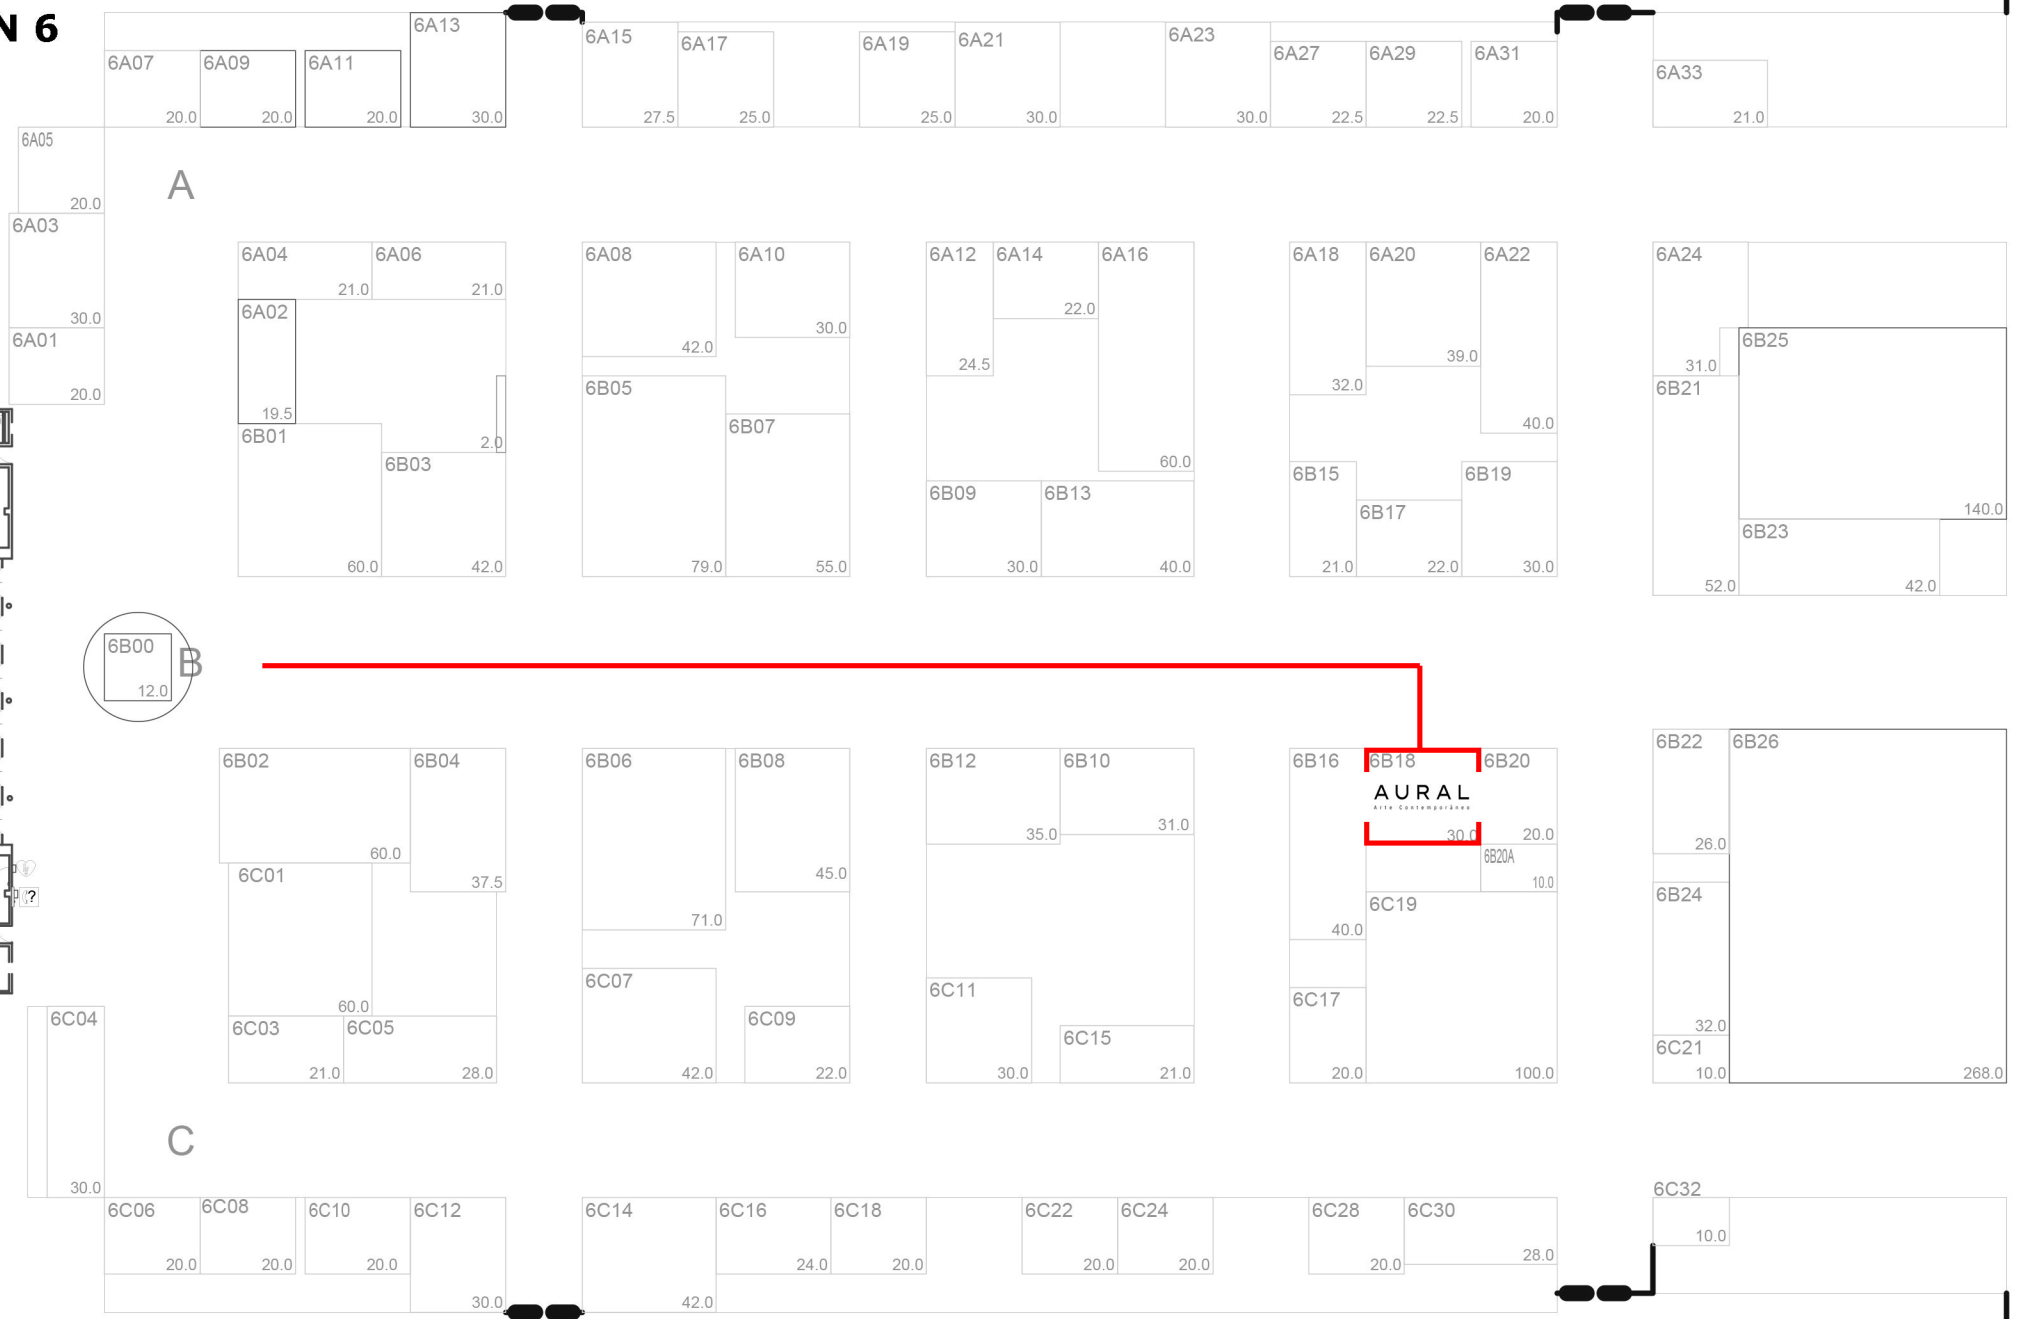 N 6
6A13
6A15
6A17
6A19
6A21
6A23
6A27
6A29
6A31
6A07
6A09
6A11
6A33
20.0
20.0
20.0
30.0
27.5
25.0
25.0
30.0
30.0
22.5
22.5
20.0
21.0
6A05
20.0
A
6A03
30.0
6A01
20.0
6A04
21.0
6A06
21.0
6A02
19.5
2.0
6B01
60.0
6B03
42.0
6A08
42.0
6A10
30.0
6B05
79.0
6B07
55.0
6A12
24.5
6A14
22.0
6A16
60.0
6B09
30.0
6B13
40.0
6A18
32.0
6A20
39.0
6A22
40.0
6B15
21.0
6B17
22.0
6B19
30.0
6A24
31.0
6B25
140.0
6B21
52.0
6B23
42.0
6B00
12.0
B
6B02
60.0
6B04
37.5
6C01
60.0
6C03
21.0
6C05
28.0
6B06
71.0
6B08
45.0
6C07
42.0
6C09
22.0
6B12
35.0
6B10
31.0
6C11
30.0
6C15
21.0
6B16
40.0
6B18
AURAL
Arte Contemporáneo
30.0
6B20
20.0
6B20A
10.0
6C19
100.0
6C17
20.0
6B22
26.0
6B26
268.0
6B24
32.0
6C21
10.0
?
6C04
30.0
C
6C06
20.0
6C08
20.0
6C10
20.0
6C12
30.0
6C14
42.0
6C16
24.0
6C18
20.0
6C22
20.0
6C24
20.0
6C28
20.0
6C30
28.0
6C32
10.0